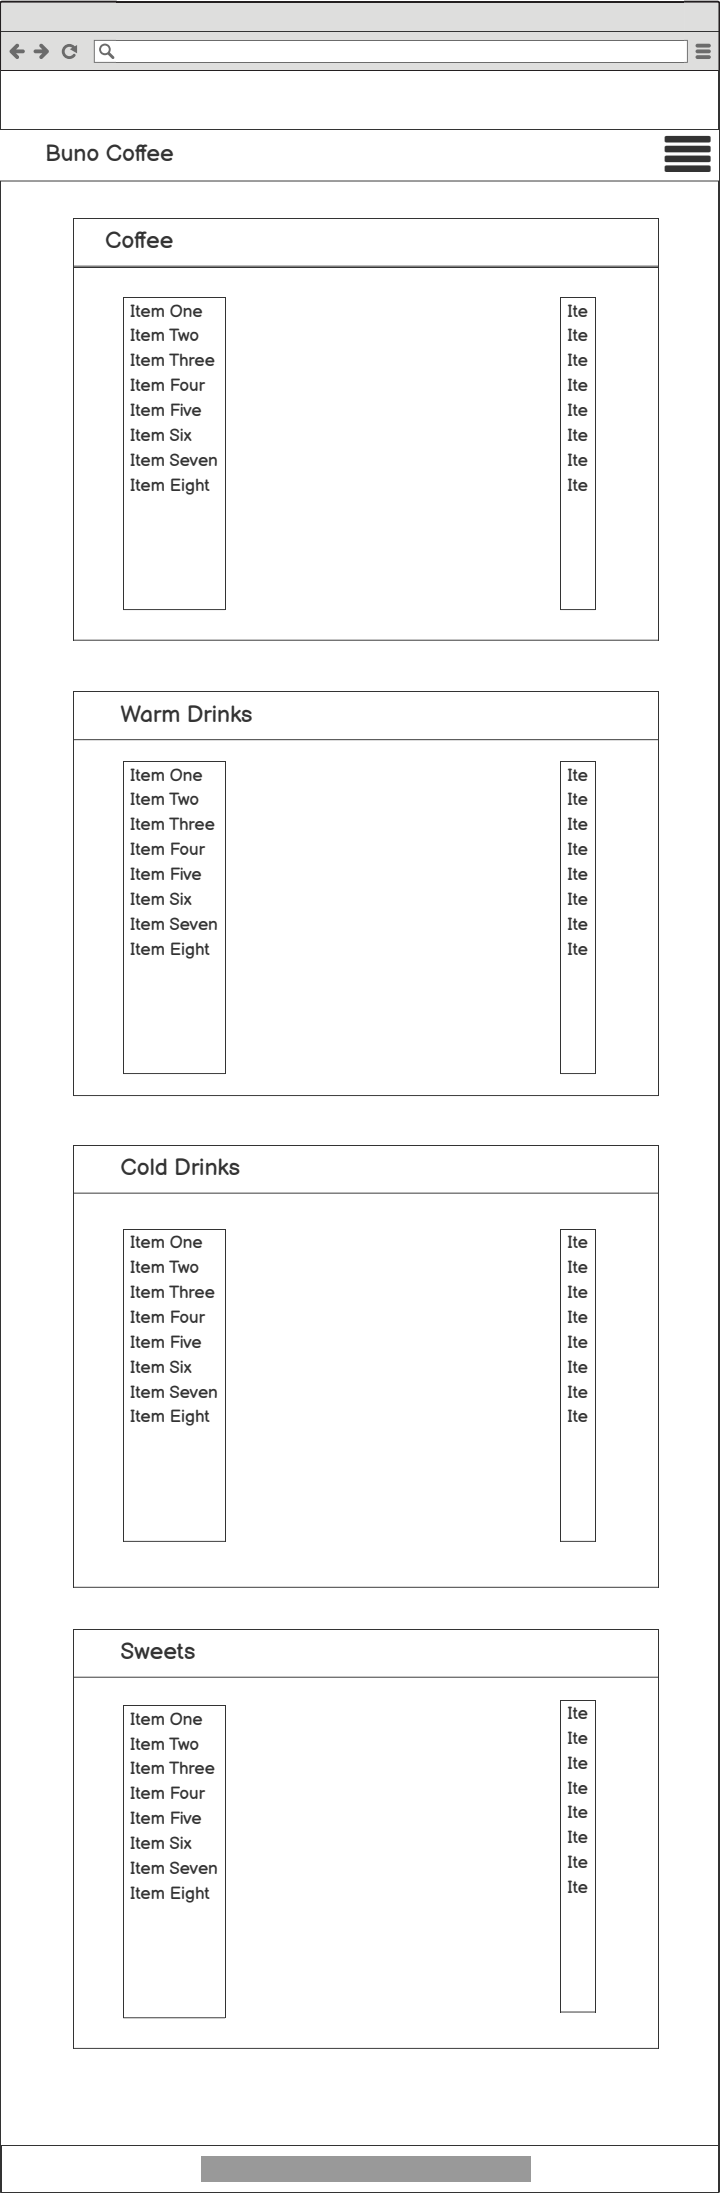 Buno Coffee
Coffee
Item One Ite
Item Two Ite
Item Three Ite
Item Four Ite
Item Five Ite
Item Six Ite
Item Seven Ite
Item Eight Ite
Warm Drinks
Item One Ite
Item Two Ite
Item Three Ite
Item Four Ite
Item Five Ite
Item Six Ite
Item Seven Ite
Item Eight Ite
Cold Drinks
Item One Ite
Item Two Ite
Item Three Ite
Item Four Ite
Item Five Ite
Item Six Ite
Item Seven Ite
Item Eight Ite
Sweets
Item One Ite
Item Two Ite
Item Three Ite
Item Four Ite
Item Five Ite
Item Six Ite
Item Seven Ite
Item Eight Ite